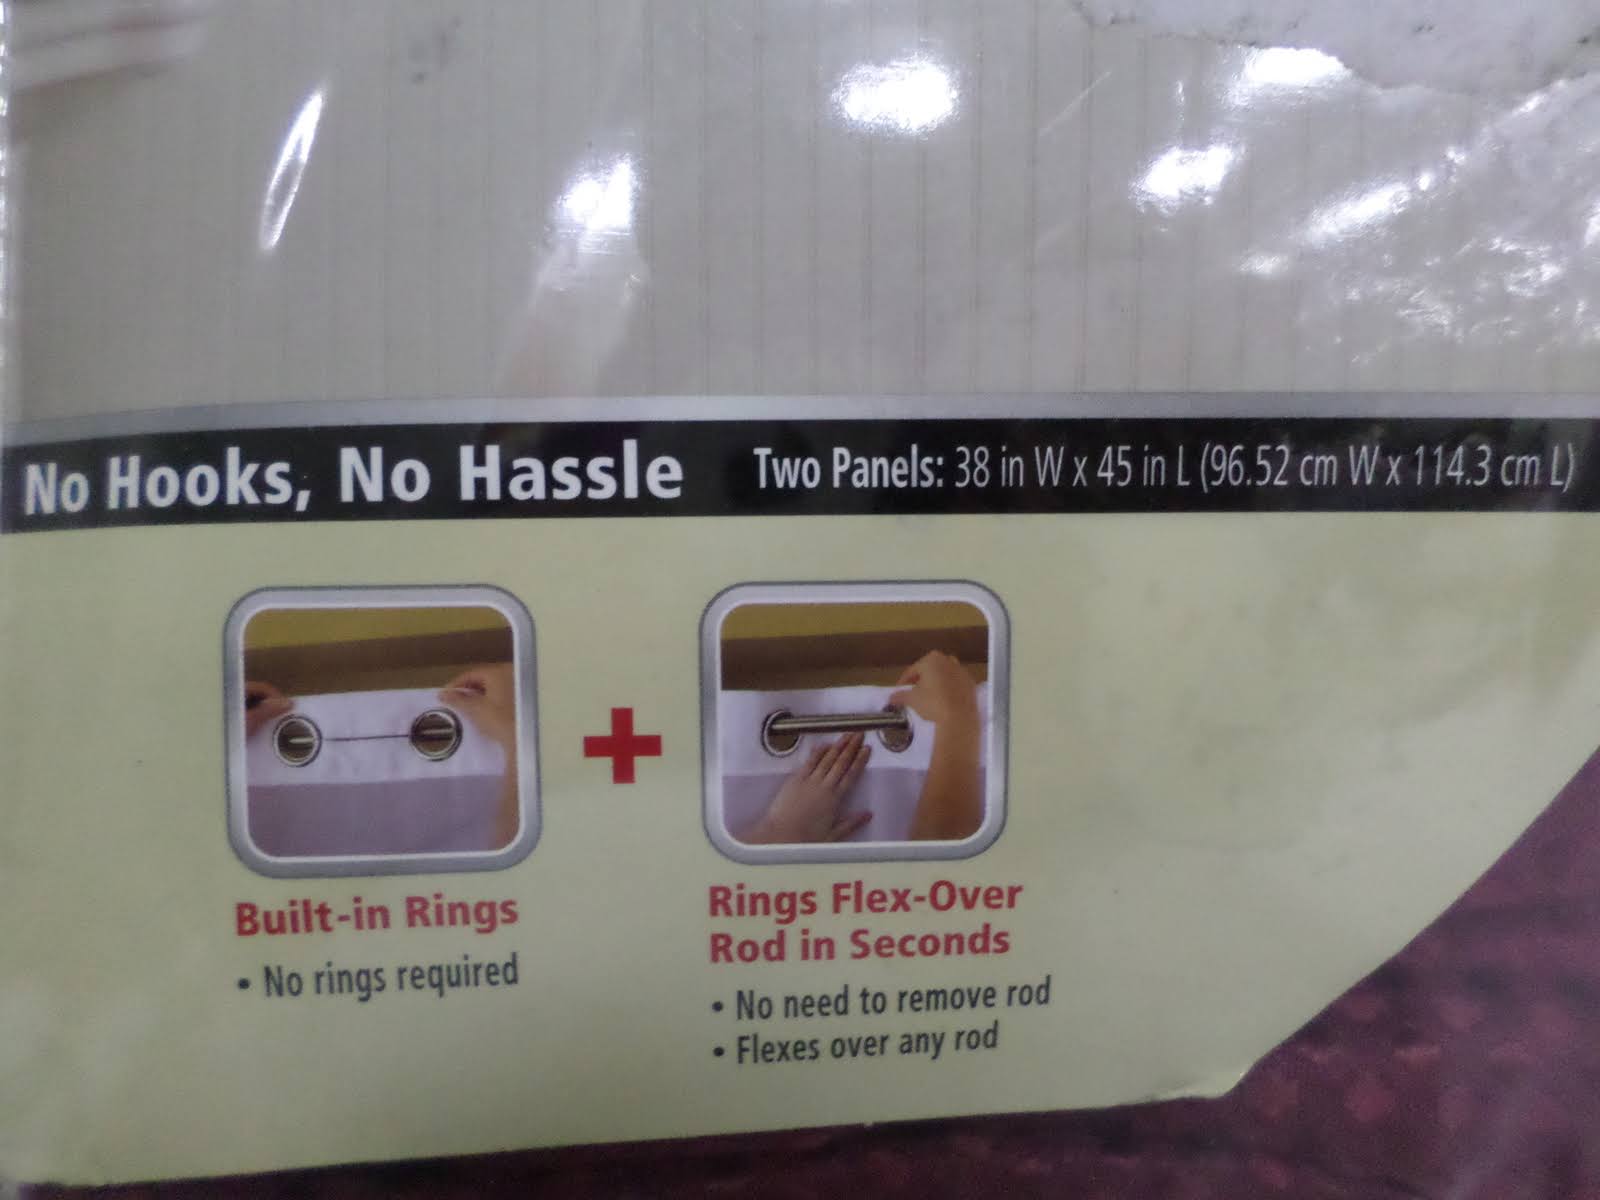 No Hooks, No Hassle
Two Panels: 38 in W x 45 in L (96.52 cm W x 114.3 cm L)
Built-in Rings
• No rings required
Rings Flex-Over
Rod in Seconds
• No need to remove rod
• Flexes over any rod